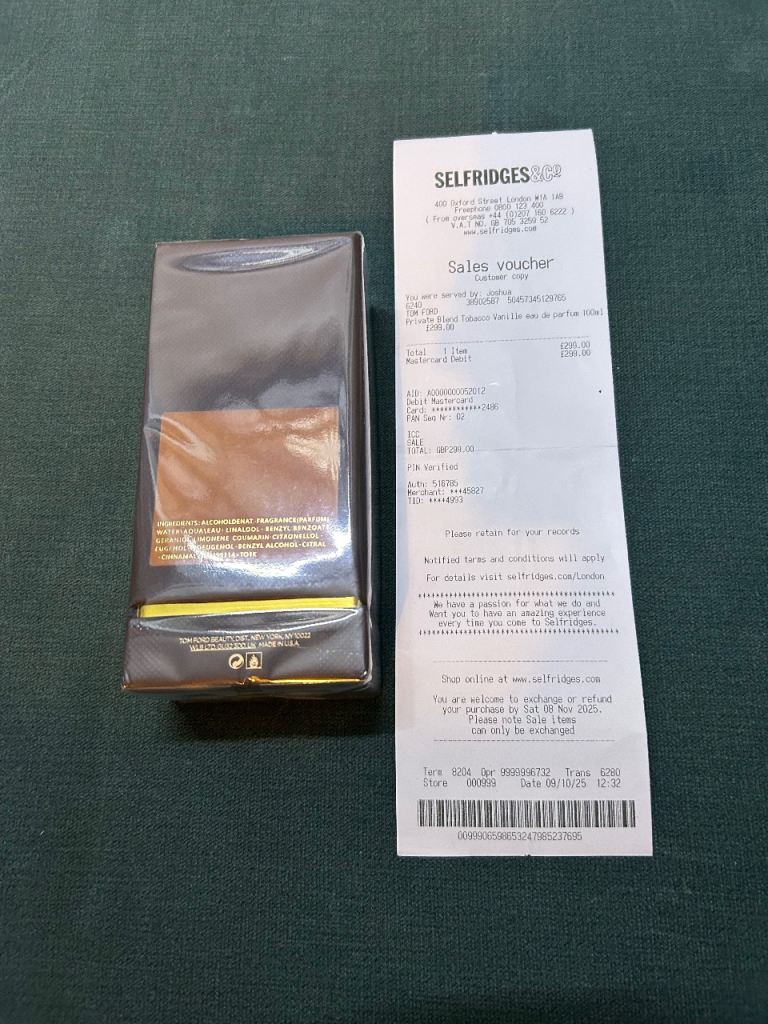 INGREDIENTS: ALCOHOL DENAT · FRAGRANCE (PARFUM)
WATER\AQUA\EAU · LINALOOL · BENZYL BENZOATE
GERANIOL LIMONENE COUMARIN CITRONELLOL ·
EUGENOL ISOEUGENOL · BENZYL ALCOHOL · CITRAL
TOM FORD BEAUTY, DIST. NEW YORK, NY 10022
MADE IN U.S.A.
SELFRIDGES&Co
400 Oxford Street London W1A 1AB
Freephone 0800 123 400
( From overseas +44 (0)207 160 6222 )
V.A.T NO. GB 705 3259 52
www.selfridges.com
Sales voucher
Customer copy
You were served by: Joshua
6240 38902587 50457345129765
TOM FORD
Private Blend Tobacco Vanille eau de parfum 100ml
£299.00
Total 1 Item £299.00
Mastercard Debit £299.00
AID: A0000000052012
Debit Mastercard
Card: ************2486
PAN Seq Nr: 02
ICC
SALE
TOTAL: GBP299.00
PIN Verified
Auth: 516785
Merchant: ***45827
TID: ****4993
Please retain for your records
Notified terms and conditions will apply
For details visit selfridges.com/London
****************************************
We have a passion for what we do and
Want you to have an amazing experience
every time you come to Selfridges.
****************************************
Shop online at www.selfridges.com
You are welcome to exchange or refund
your purchase by Sat 08 Nov 2025.
Please note Sale items
can only be exchanged
Term 8204 Opr 9999996732 Trans 6280
Store 000999 Date 09/10/25 12:32
0099906598653247985237695